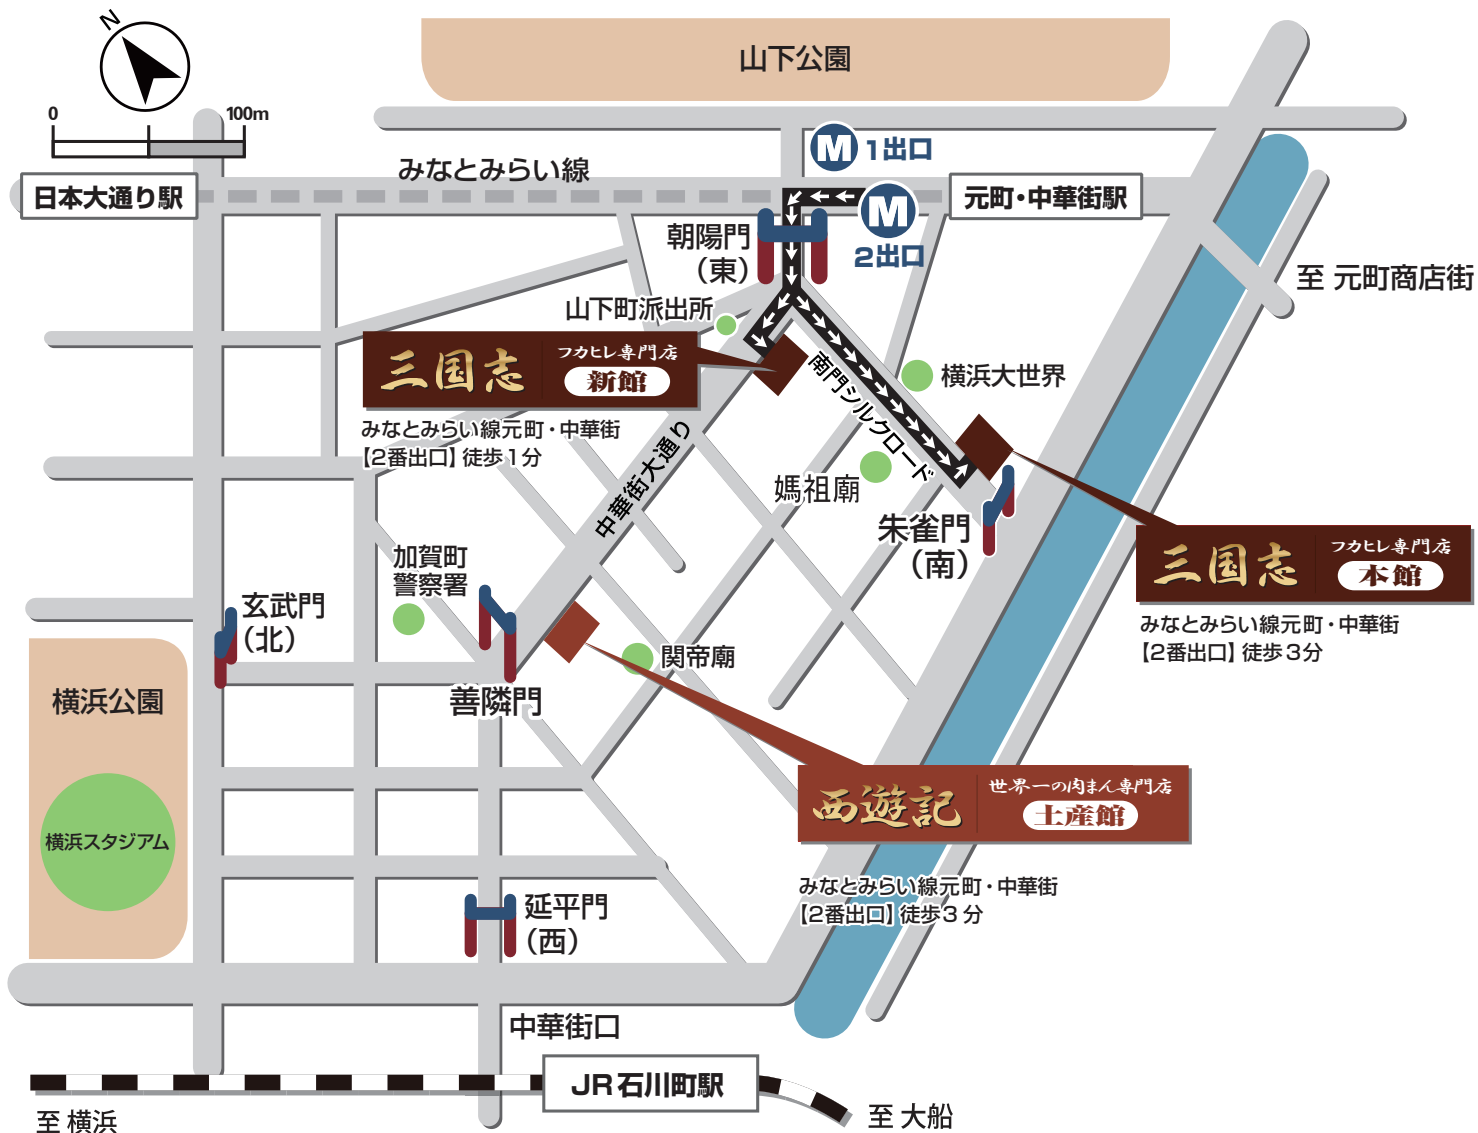 N
0 100m
山下公園
1出口
みなとみらい線
日本大通り駅
元町・中華街駅
2出口
朝陽門
（東）
至 元町商店街
山下町派出所
三国志 フカヒレ専門店
新館
みなとみらい線元町・中華街
【2番出口】徒歩1分
南門シルクロード
横浜大世界
中華街大通り
媽祖廟
朱雀門
（南）
三国志 フカヒレ専門店
本館
みなとみらい線元町・中華街
【2番出口】徒歩3分
加賀町
警察署
玄武門
（北）
関帝廟
善隣門
横浜公園
横浜スタジアム
西遊記 世界一の肉まん専門店
土産館
みなとみらい線元町・中華街
【2番出口】徒歩3分
延平門
（西）
中華街口
JR石川町駅
至 横浜
至 大船
M
M